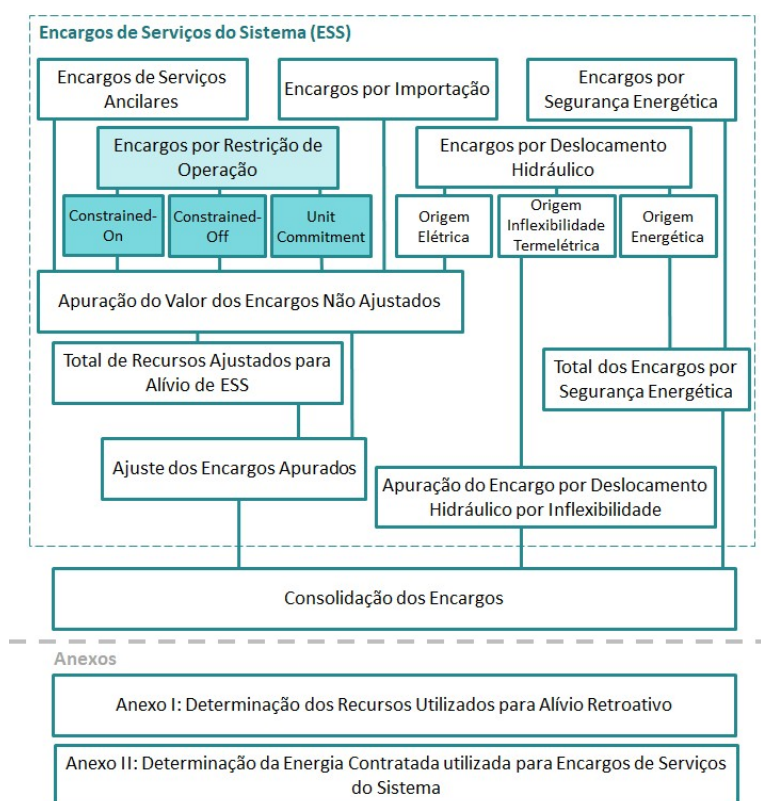 Encargos de Serviços do Sistema (ESS)
Encargos de Serviços
Ancilares
Encargos por Importação
Encargos por
Segurança Energética
Encargos por Restrição de
Operação
Encargos por Deslocamento
Hidráulico
Constrained-
On
Constrained-
Off
Unit
Commitment
Origem
Elétrica
Origem
Inflexibilidade
Termelétrica
Origem
Energética
Apuração do Valor dos Encargos Não Ajustados
Total de Recursos Ajustados para
Alívio de ESS
Total dos Encargos por
Segurança Energética
Ajuste dos Encargos Apurados
Apuração do Encargo por Deslocamento
Hidráulico por Inflexibilidade
Consolidação dos Encargos
Anexos
Anexo I: Determinação dos Recursos Utilizados para Alívio Retroativo
Anexo II: Determinação da Energia Contratada utilizada para Encargos de Serviços
do Sistema